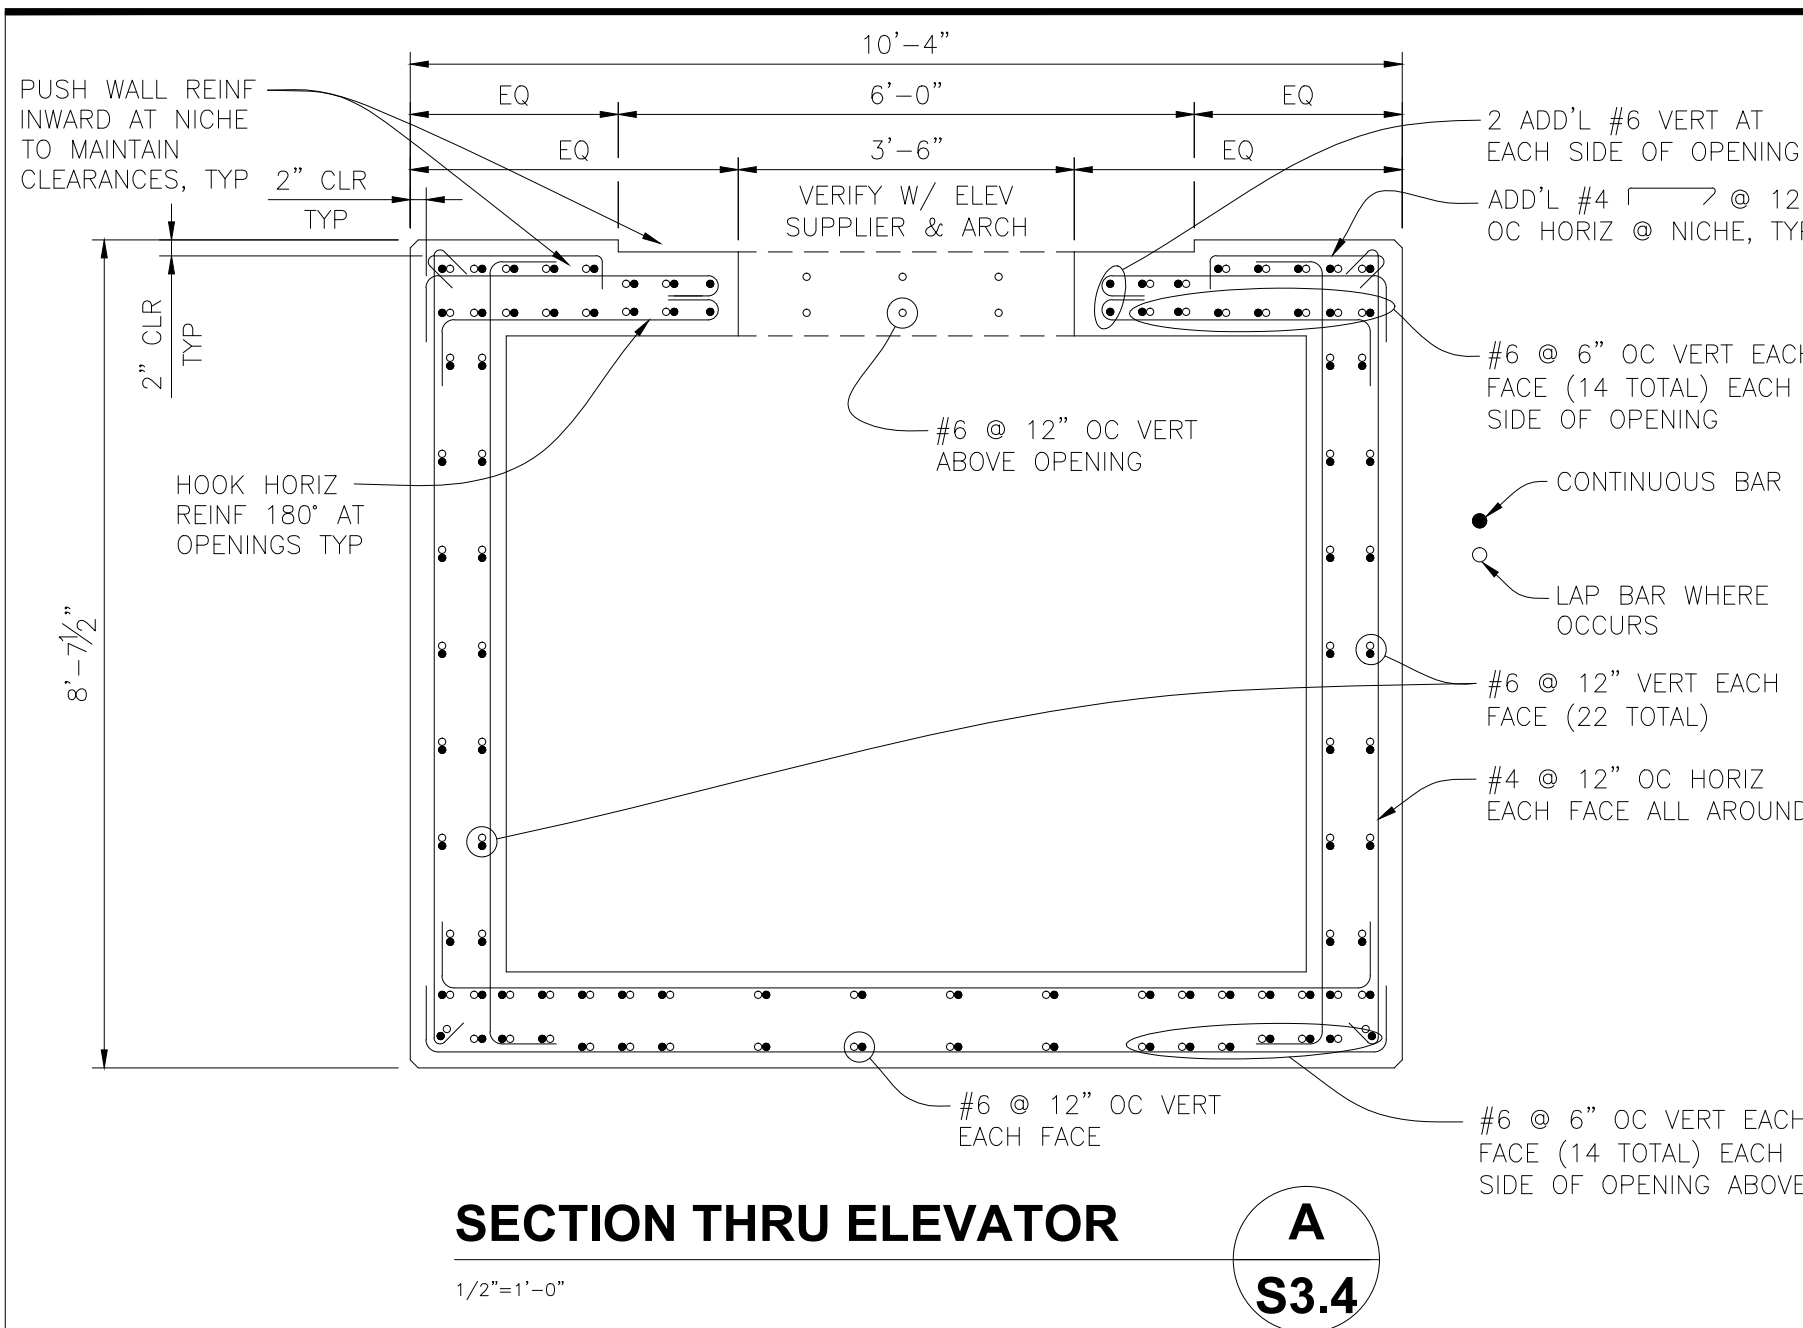 10'-4"
PUSH WALL REINF
INWARD AT NICHE
TO MAINTAIN
CLEARANCES, TYP
EQ
6'-0"
EQ
EQ
3'-6"
EQ
2" CLR
TYP
VERIFY W/ ELEV
SUPPLIER & ARCH
2 ADD'L #6 VERT AT
EACH SIDE OF OPENING
ADD'L #4 @ 12
OC HORIZ @ NICHE, TYP
2" CLR
TYP
#6 @ 6" OC VERT EACH
FACE (14 TOTAL) EACH
SIDE OF OPENING
#6 @ 12" OC VERT
ABOVE OPENING
HOOK HORIZ
REINF 180° AT
OPENINGS TYP
CONTINUOUS BAR
LAP BAR WHERE
OCCURS
8'-7½"
#6 @ 12" VERT EACH
FACE (22 TOTAL)
#4 @ 12" OC HORIZ
EACH FACE ALL AROUND
#6 @ 12" OC VERT
EACH FACE
#6 @ 6" OC VERT EACH
FACE (14 TOTAL) EACH
SIDE OF OPENING ABOVE
SECTION THRU ELEVATOR
1/2"=1'-0"
A
S3.4